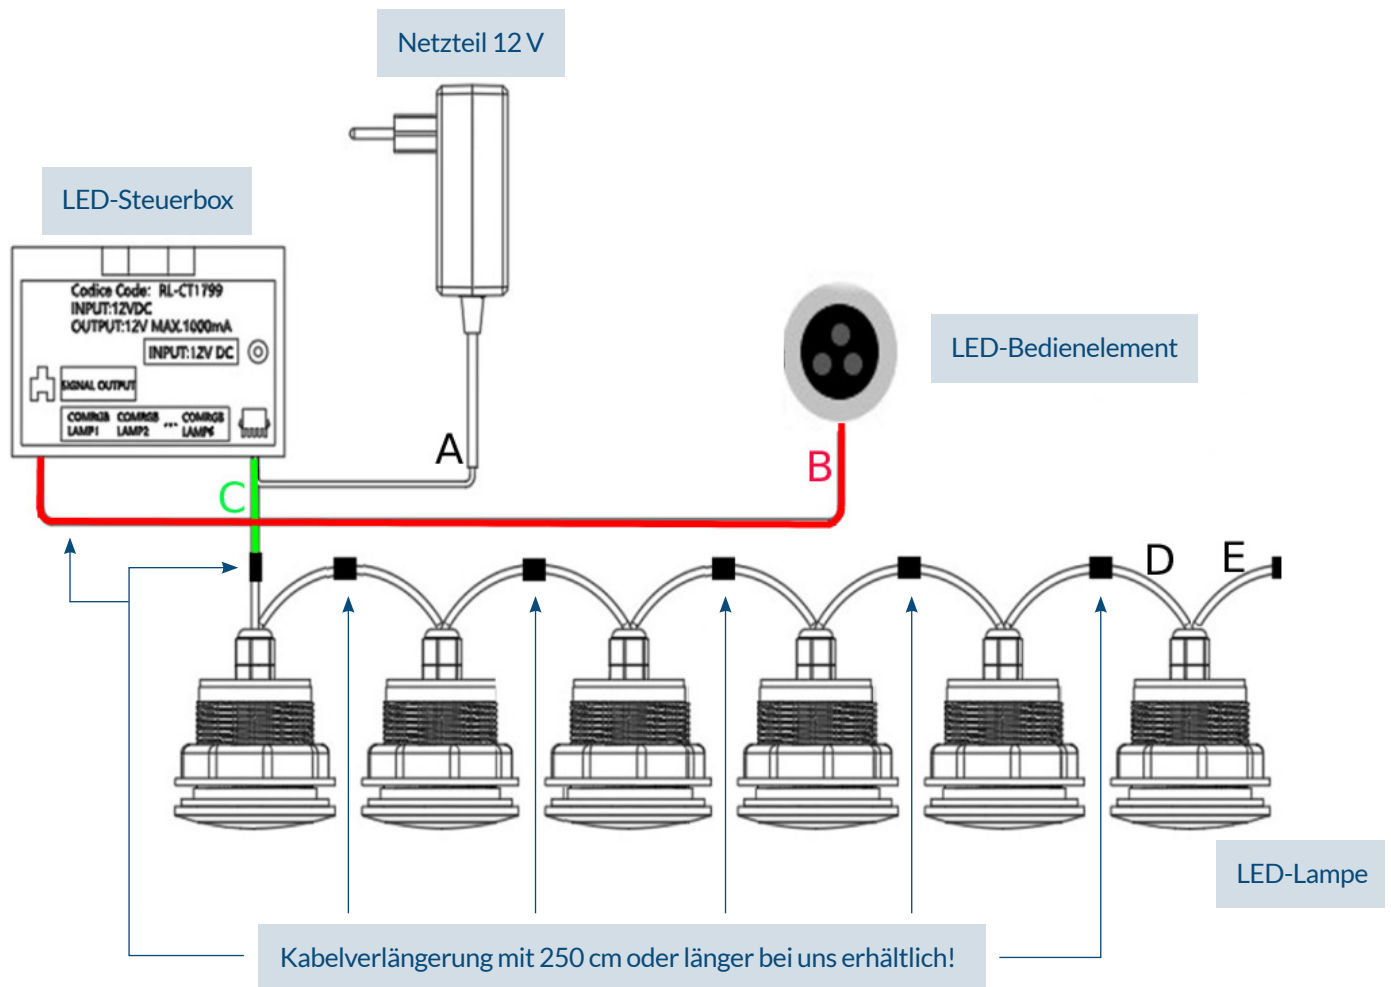 Netzteil 12 V
LED-Steuerbox
Codice Code: RL-CT1799
INPUT:12VDC
OUTPUT:12V MAX.1000mA
INPUT:12V DC
SIGNAL OUTPUT
COMRGB COMRGB COMRGB
LAMP1 LAMP2 ••• LAMP6
LED-Bedienelement
A
B
C
D
E
LED-Lampe
Kabelverlängerung mit 250 cm oder länger bei uns erhältlich!